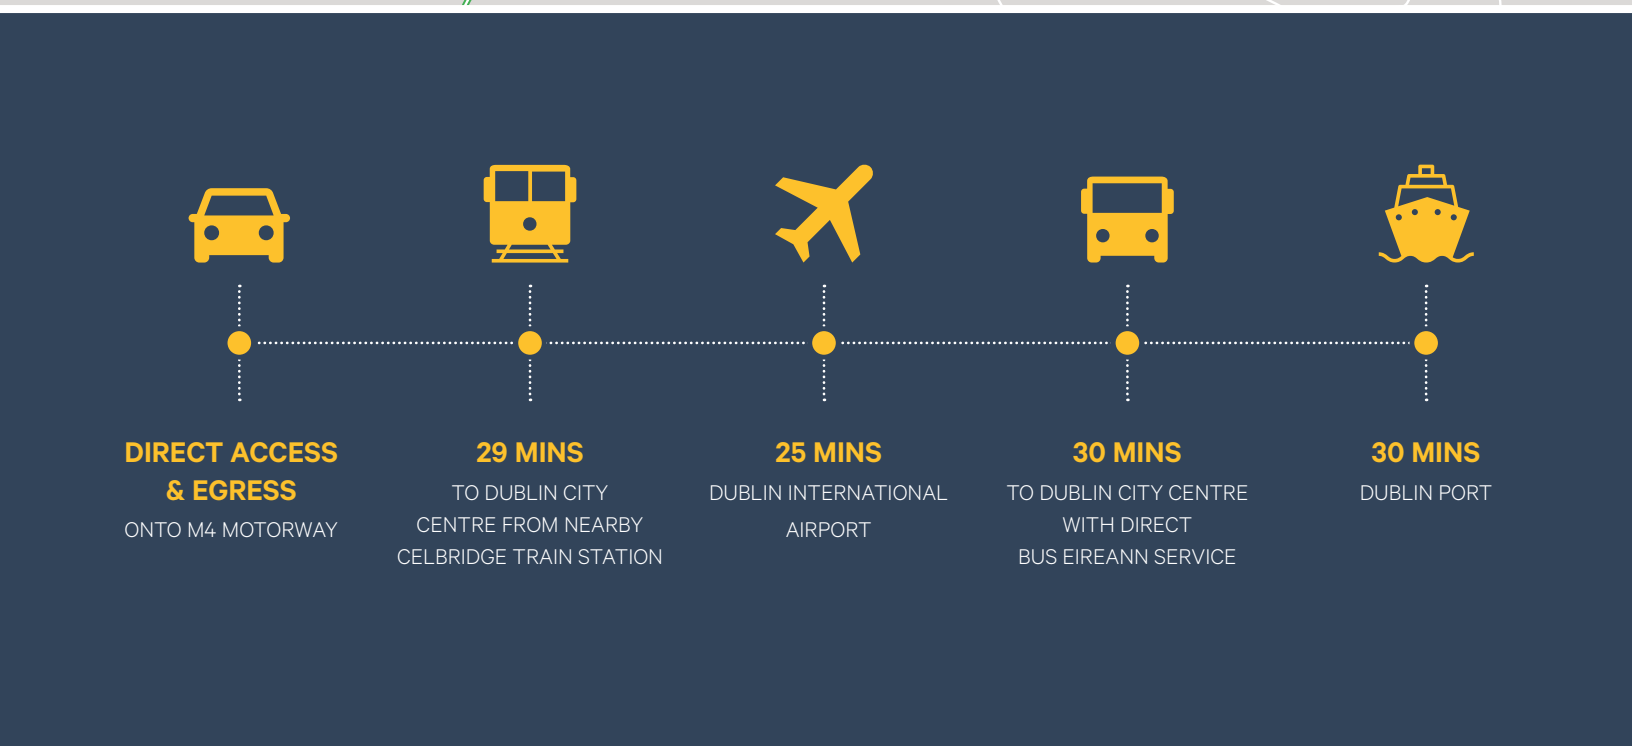 DIRECT ACCESS
& EGRESS
ONTO M4 MOTORWAY
29 MINS
TO DUBLIN CITY
CENTRE FROM NEARBY
CELBRIDGE TRAIN STATION
25 MINS
DUBLIN INTERNATIONAL
AIRPORT
30 MINS
TO DUBLIN CITY CENTRE
WITH DIRECT
BUS EIREANN SERVICE
30 MINS
DUBLIN PORT